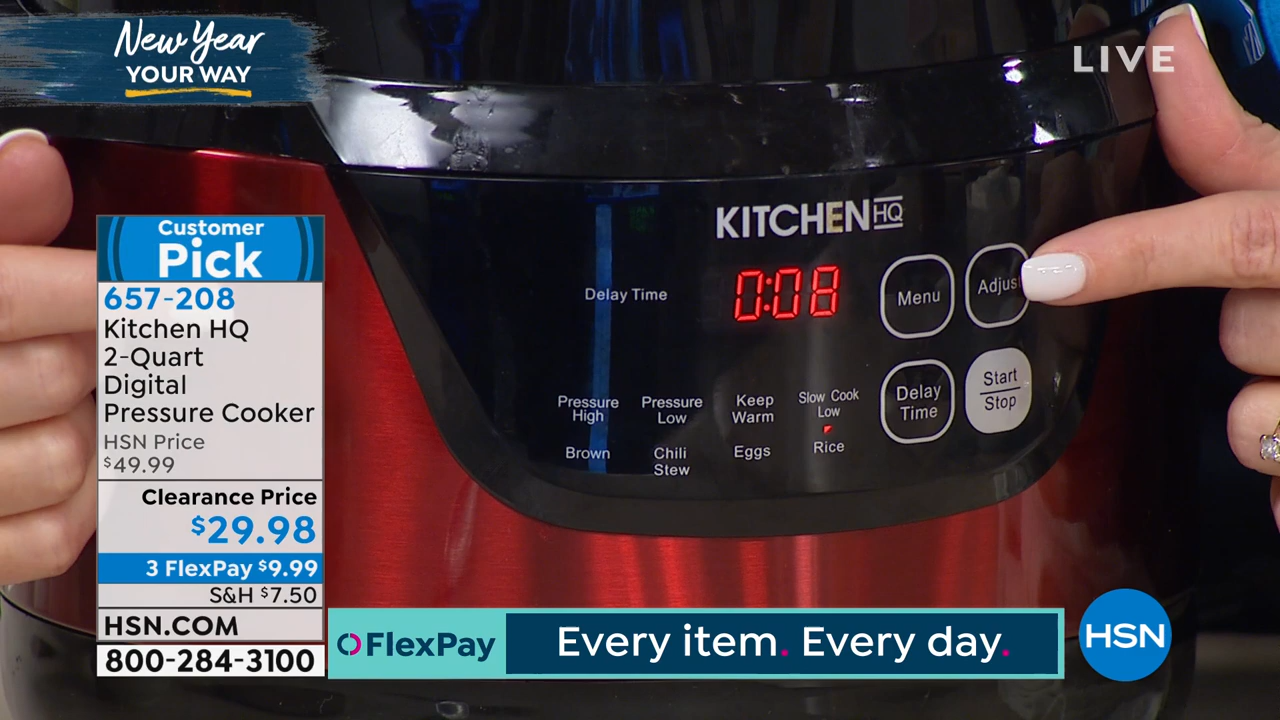 New Year
YOUR WAY
LIVE
Customer
Pick
657-208
Kitchen HQ
2-Quart
Digital
Pressure Cooker
HSN Price
$49.99
Clearance Price
$29.98
3 FlexPay $9.99
S&H $7.50
HSN.COM
800-284-3100
KITCHEN HQ
Delay Time
0:08
Menu
Adjust
Delay
Time
Start
Stop
Pressure
High
Pressure
Low
Keep
Warm
Slow Cook
Low
Brown
Chili
Stew
Eggs
Rice
FlexPay
Every item. Every day.
HSN